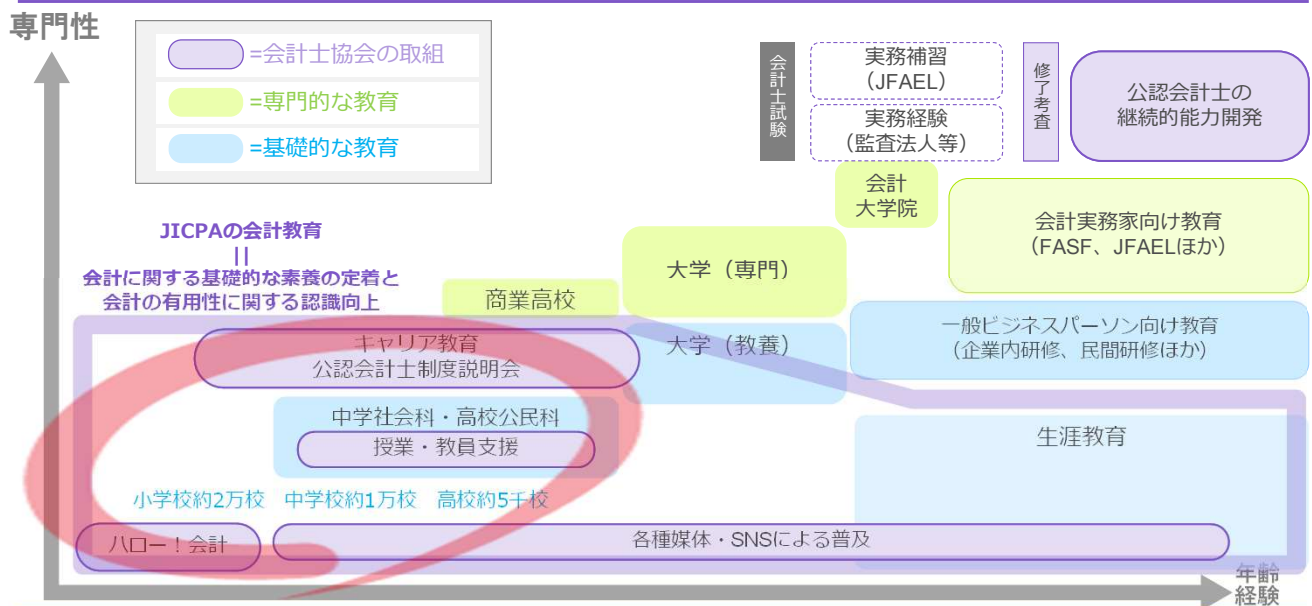 専門性
=会計士協会の取組
=専門的な教育
=基礎的な教育
会計士試験
実務補習
（JFAEL）
実務経験
（監査法人等）
修了考査
公認会計士の
継続的能力開発
会計
大学院
会計実務家向け教育
（FASF、JFAELほか）
JICPAの会計教育
||
会計に関する基礎的な素養の定着と
会計の有用性に関する認識向上
大学（専門）
商業高校
一般ビジネスパーソン向け教育
（企業内研修、民間研修ほか）
大学（教養）
キャリア教育
公認会計士制度説明会
中学社会科・高校公民科
授業・教員支援
生涯教育
小学校約2万校 中学校約1万校 高校約5千校
ハロー！会計
各種媒体・SNSによる普及
年齢
経験